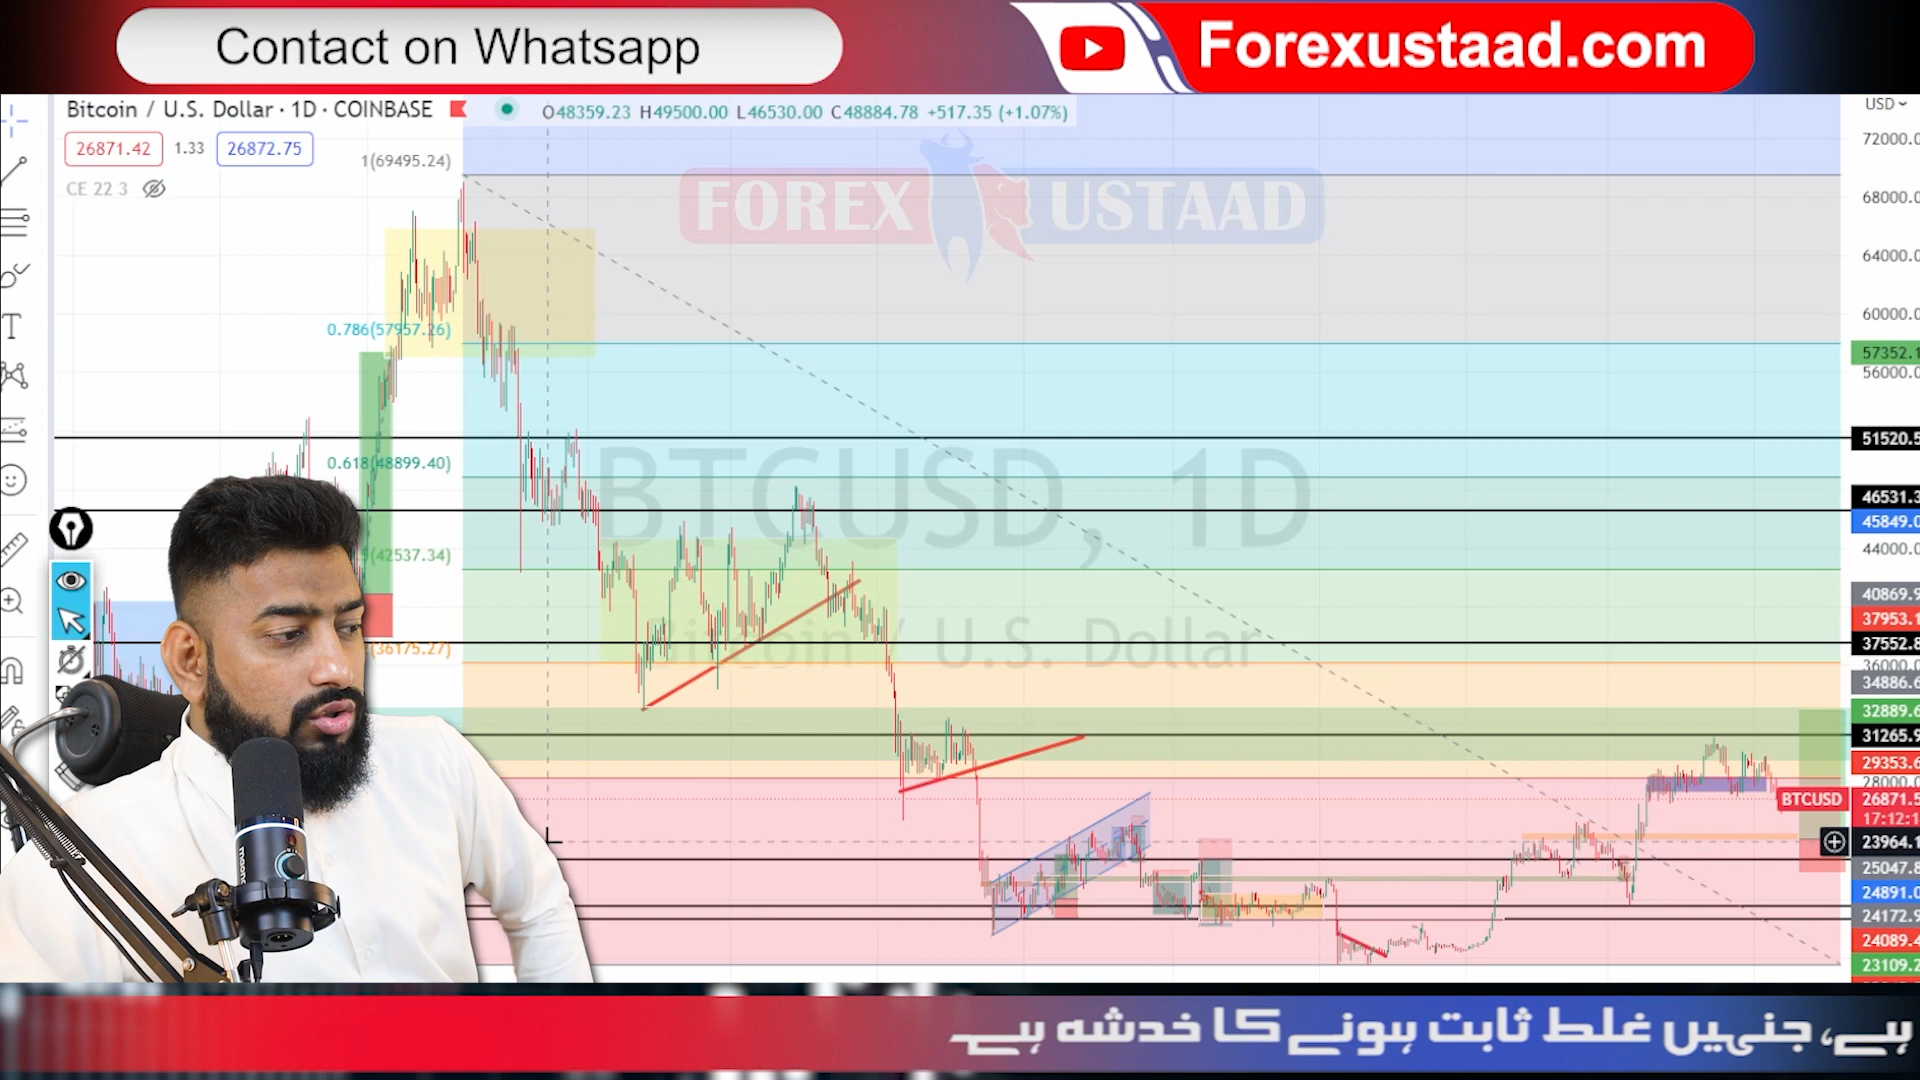 Contact on Whatsapp
Forexustaad.com
Bitcoin / U.S. Dollar · 1D · COINBASE
O48359.23 H49500.00 L46530.00 C48884.78 +517.35 (+1.07%)
USD
26871.42 1.33 26872.75
CE 22 3
FOREX USTAAD
1(69495.24)
0.786(57957.26)
0.618(48899.40)
(42537.34)
(36175.27)
BTCUSD, 1D
Bitcoin / U.S. Dollar
72000.0
68000.0
64000.0
60000.0
57352.1
56000.0
51520.5
46531.3
45849.0
44000.0
40869.9
37953.1
37552.8
36000.0
34886.6
32889.6
31265.9
29353.6
28000.0
BTCUSD 26871.5
17:12:1
23964.1
25047.8
24891.0
24172.9
24089.4
23109.2
ہے، جنہیں غلط ثابت ہونے کا خدشہ ہے